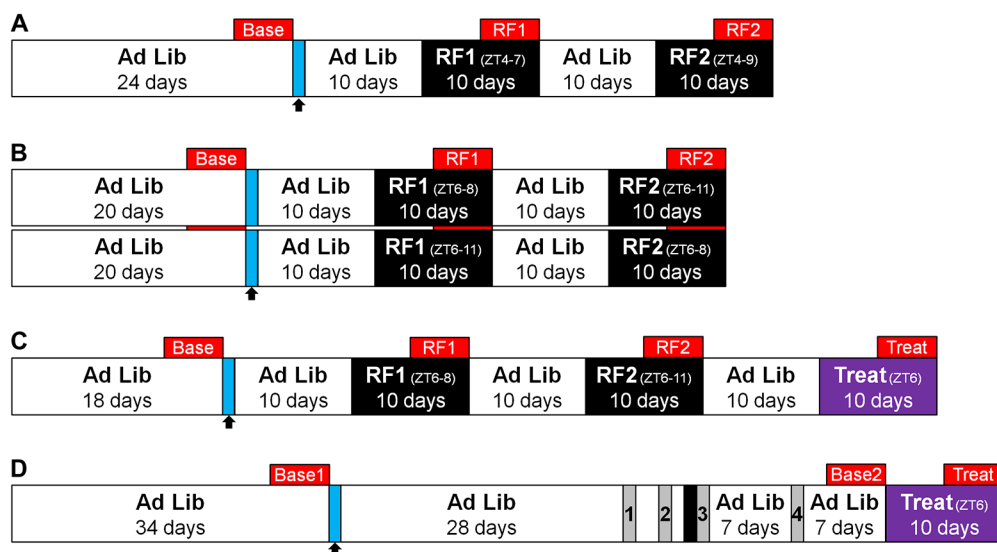 A
Base
RF1
RF2
Ad Lib
24 days
Ad Lib
10 days
RF1 (ZT4-7)
10 days
Ad Lib
10 days
RF2 (ZT4-9)
10 days
B
Base
RF1
RF2
Ad Lib
20 days
Ad Lib
10 days
RF1 (ZT6-8)
10 days
Ad Lib
10 days
RF2 (ZT6-11)
10 days
Ad Lib
20 days
Ad Lib
10 days
RF1 (ZT6-11)
10 days
Ad Lib
10 days
RF2 (ZT6-8)
10 days
C
Base
RF1
RF2
Treat
Ad Lib
18 days
Ad Lib
10 days
RF1 (ZT6-8)
10 days
Ad Lib
10 days
RF2 (ZT6-11)
10 days
Ad Lib
10 days
Treat (ZT6)
10 days
D
Base1
Base2
Treat
Ad Lib
34 days
Ad Lib
28 days
1
2
3
Ad Lib
7 days
4
Ad Lib
7 days
Treat (ZT6)
10 days